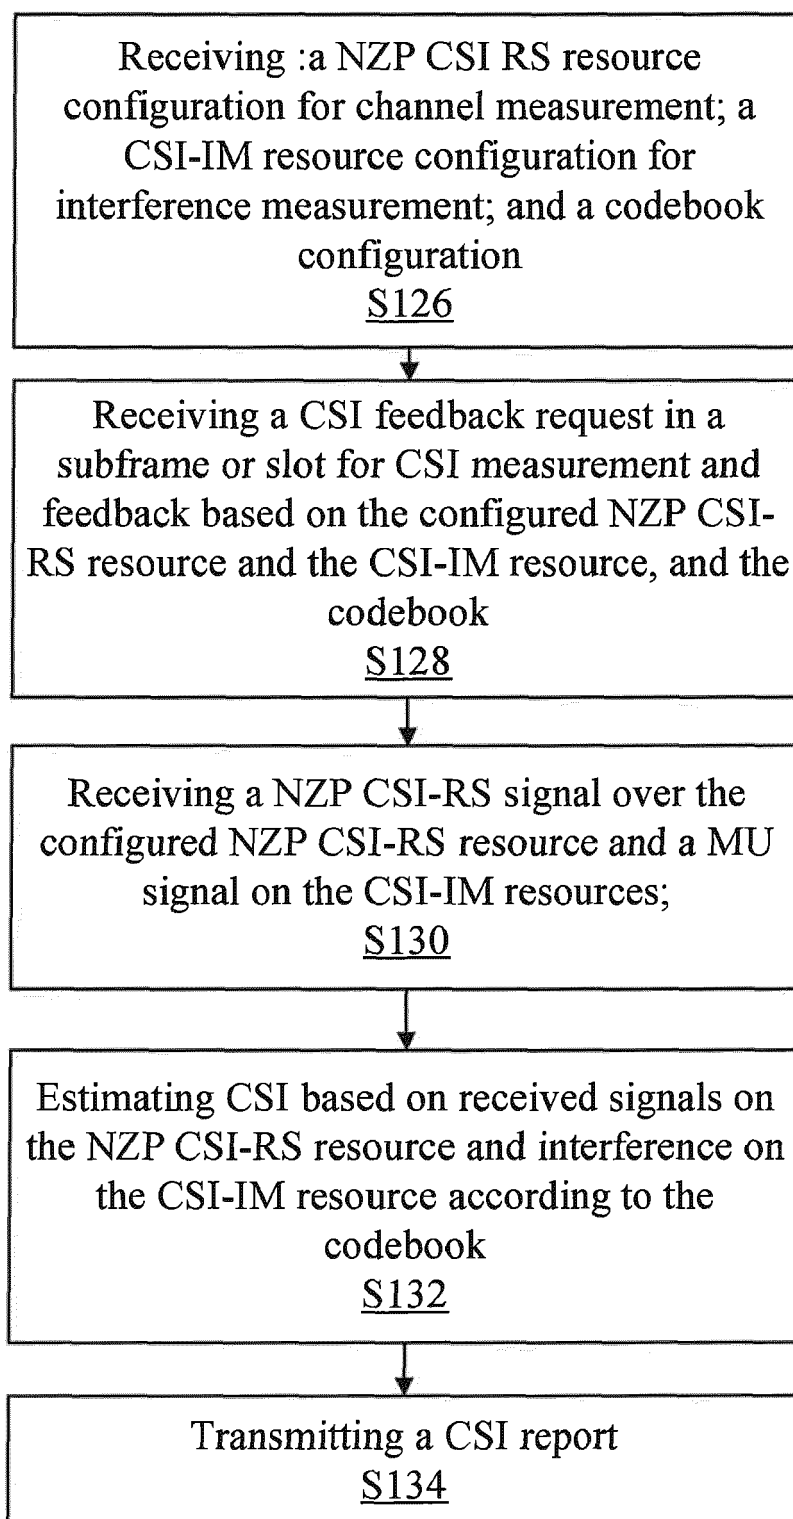 Receiving :a NZP CSI RS resource
configuration for channel measurement; a
CSI-IM resource configuration for
interference measurement; and a codebook
configuration
S126
Receiving a CSI feedback request in a
subframe or slot for CSI measurement and
feedback based on the configured NZP CSI-
RS resource and the CSI-IM resource, and the
codebook
S128
Receiving a NZP CSI-RS signal over the
configured NZP CSI-RS resource and a MU
signal on the CSI-IM resources;
S130
Estimating CSI based on received signals on
the NZP CSI-RS resource and interference on
the CSI-IM resource according to the
codebook
S132
Transmitting a CSI report
S134